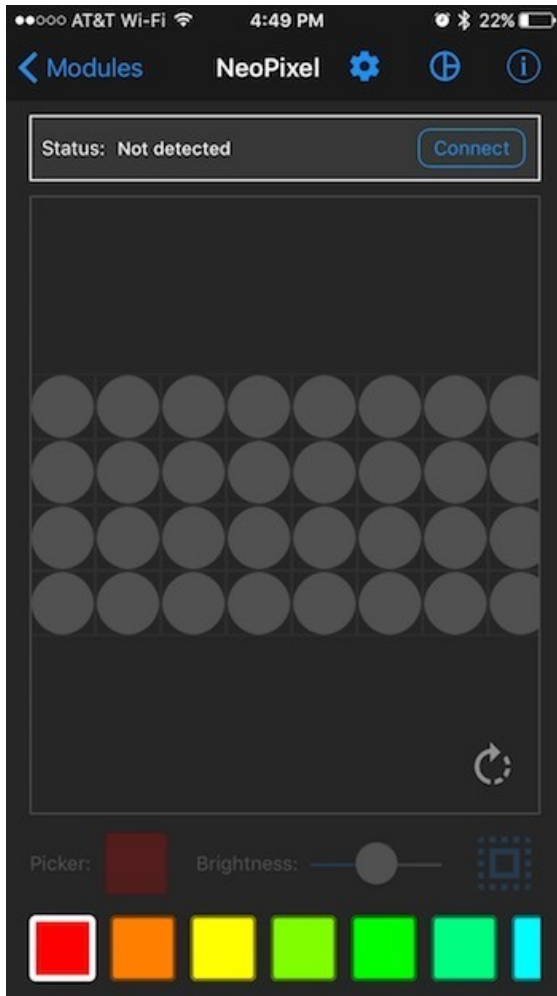 AT&T Wi-Fi 4:49 PM 22%
Modules NeoPixel
Status: Not detected Connect
Picker: Brightness: